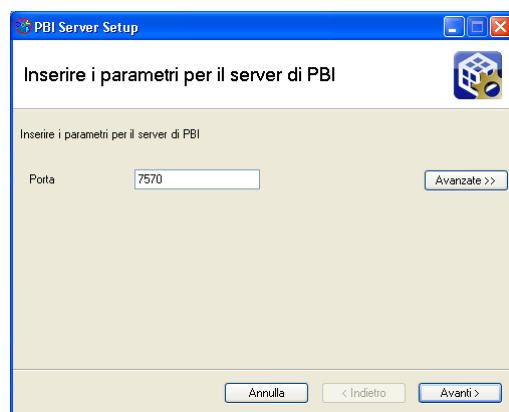 PBI Server Setup
Inserire i parametri per il server di PBI
Inserire i parametri per il server di PBI
Porta 7570 Avanzate >>
Annulla < Indietro Avanti >